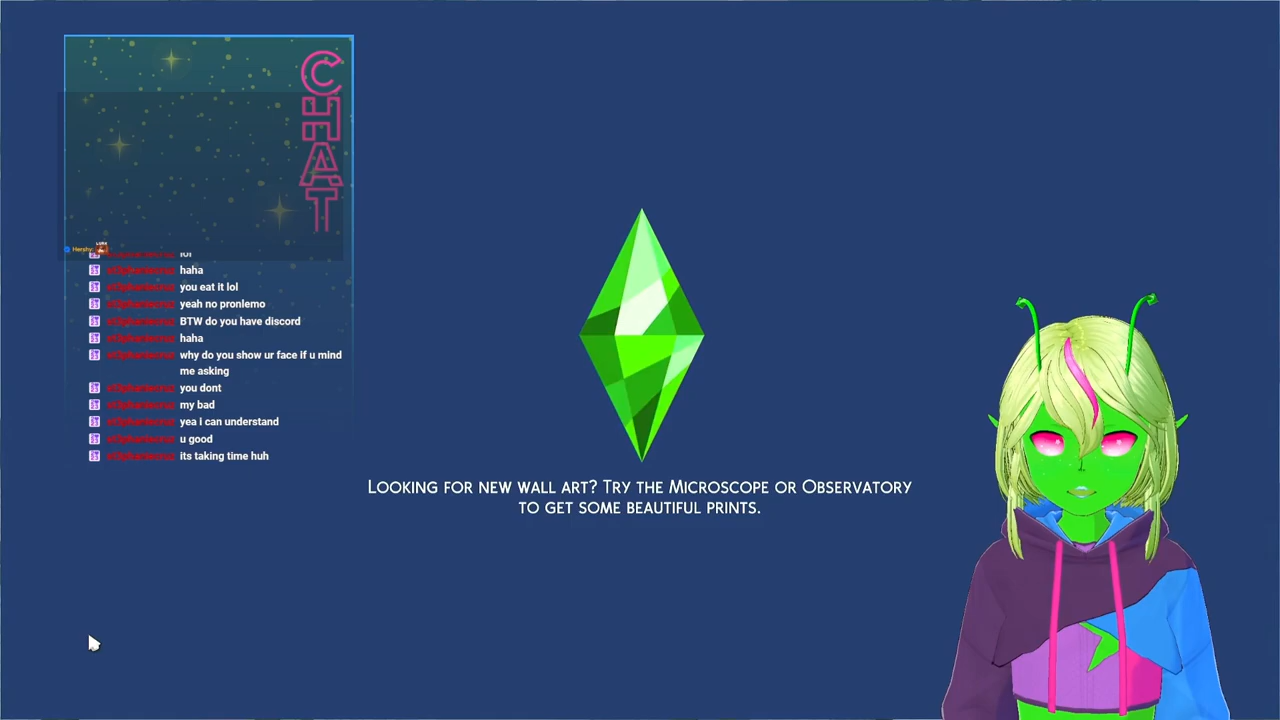 CHAT
Hershy:
lol
haha
you eat it lol
yeah no pronlemo
BTW do you have discord
haha
why do you show ur face if u mind
me asking
you dont
my bad
yea i can understand
u good
its taking time huh
LOOKING FOR NEW WALL ART? TRY THE MICROSCOPE OR OBSERVATORY
TO GET SOME BEAUTIFUL PRINTS.